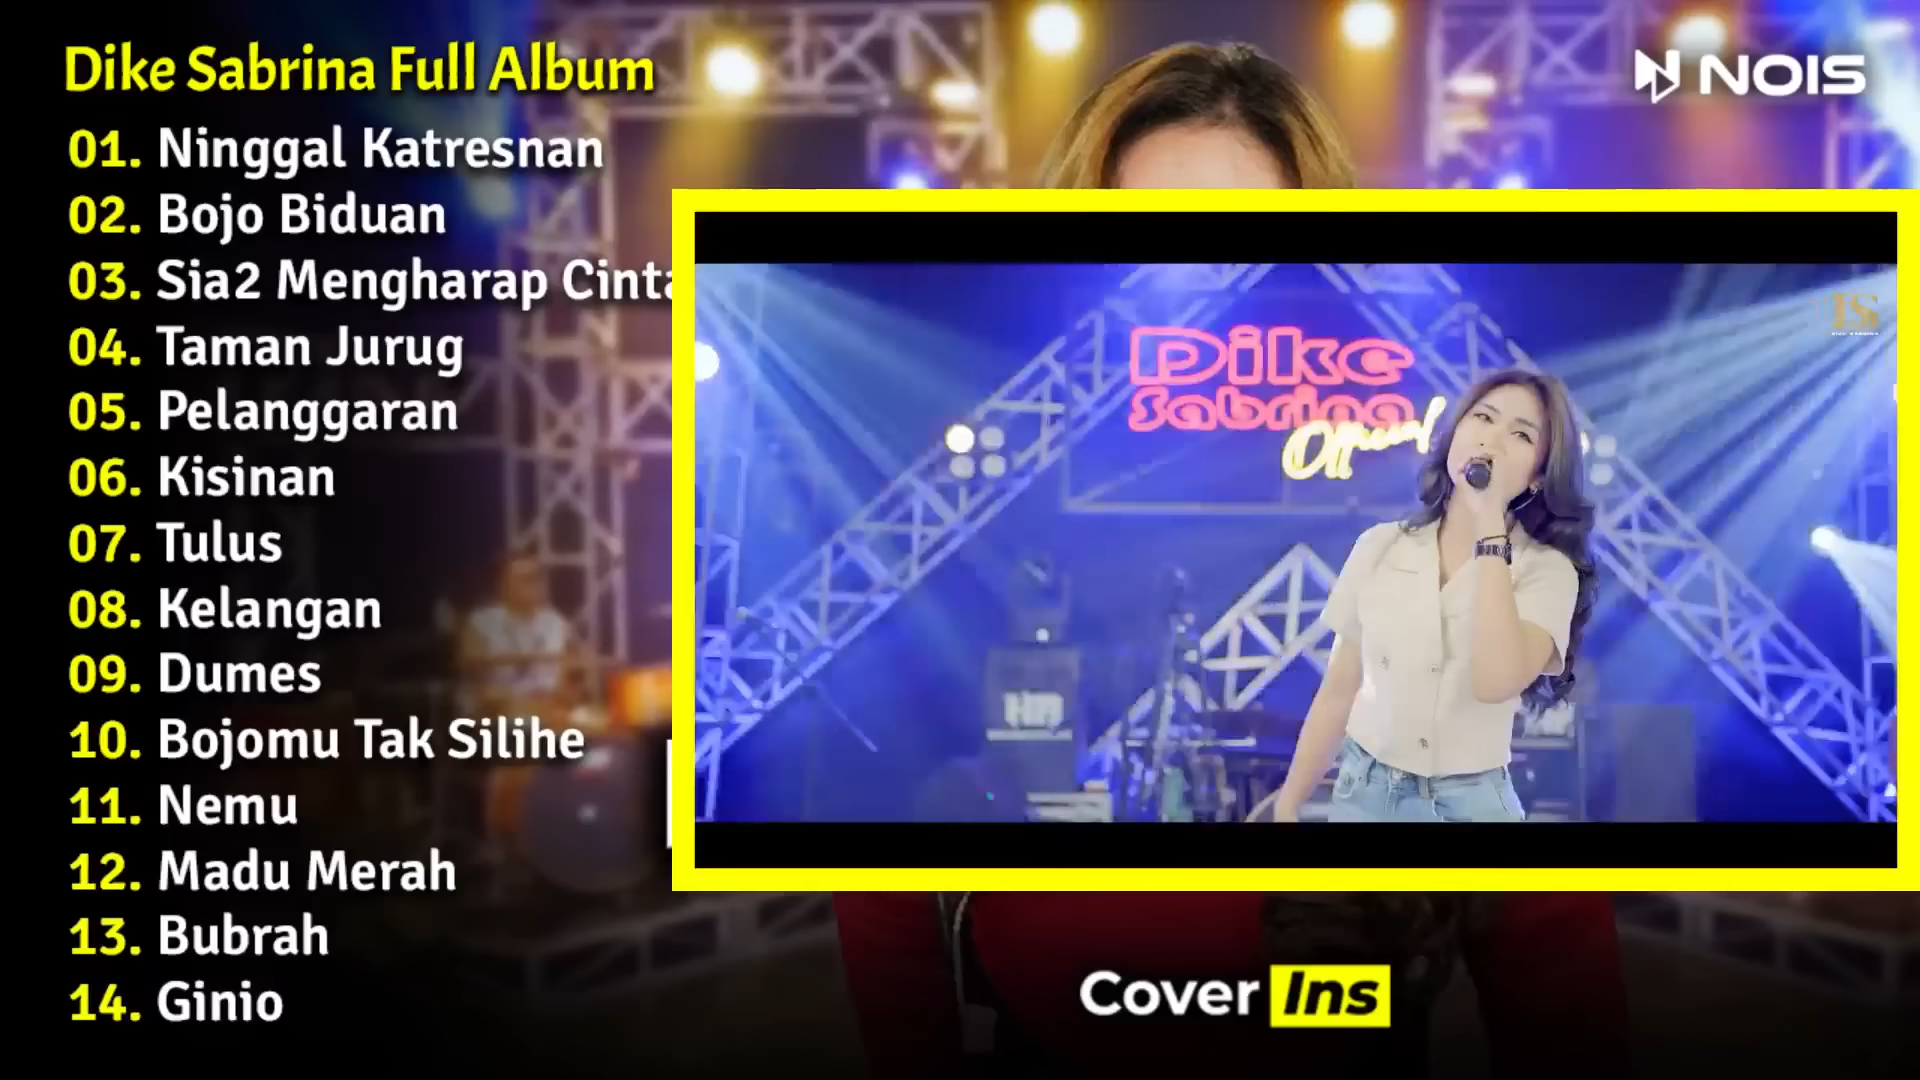 Dike Sabrina Full Album
NOIS
01. Ninggal Katresnan
02. Bojo Biduan
03. Sia2 Mengharap Cinta
04. Taman Jurug
05. Pelanggaran
06. Kisinan
07. Tulus
08. Kelangan
09. Dumes
10. Bojomu Tak Silihe
11. Nemu
12. Madu Merah
13. Bubrah
14. Ginio
Dike
Sabrina
Official
Cover Ins